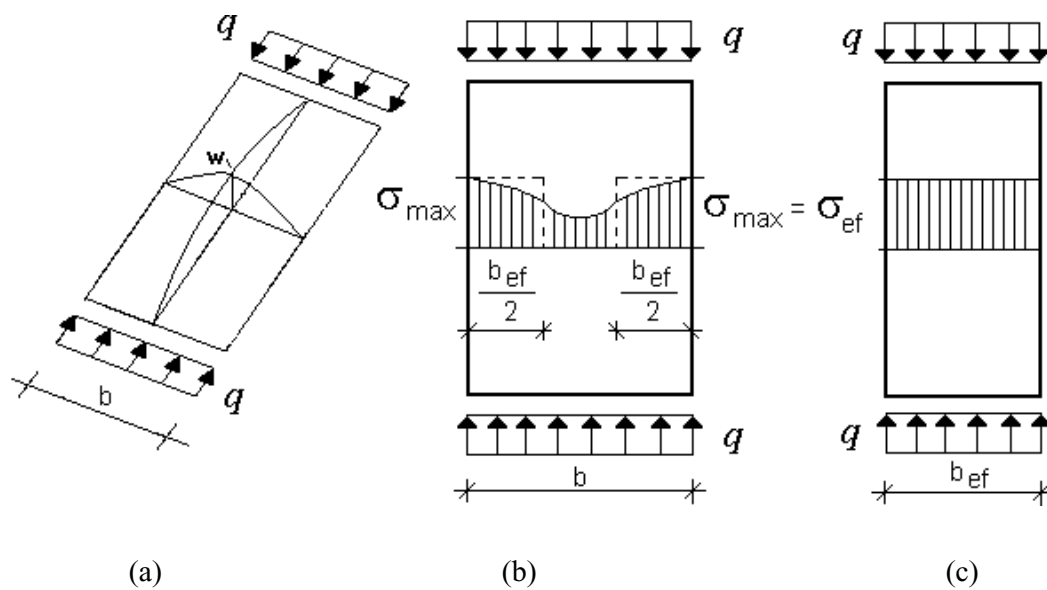 q
w
q
b
q
σmax
bef/2
bef/2
q
b
σmax = σef
q
q
bef
(a)
(b)
(c)